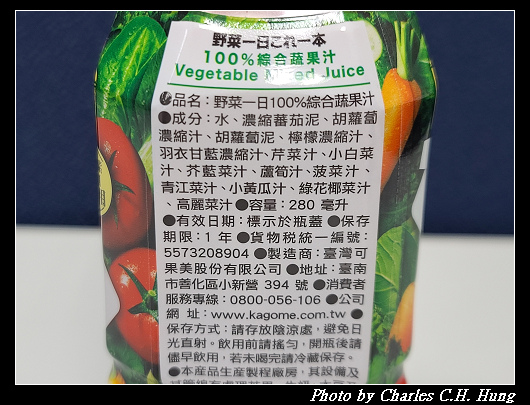 野菜一日これ一本
100%綜合蔬果汁
Vegetable Mixed Juice
●品名：野菜一日100%綜合蔬果汁
●成分：水、濃縮蕃茄泥、胡蘿蔔
濃縮汁、胡蘿蔔泥、檸檬濃縮汁、
羽衣甘藍濃縮汁、芹菜汁、小白菜
汁、芥藍菜汁、蘆筍汁、菠菜汁、
青江菜汁、小黃瓜汁、綠花椰菜汁
、高麗菜汁●容量：280 毫升
●有效日期：標示於瓶蓋 ●保存
期限：1 年 ●貨物稅統一編號：
5573208904 ●製造商：臺灣可
果美股份有限公司 ●地址：臺南
市善化區小新營 394 號 ●消費者
服務專線：0800-056-106 ●公司
網 址：www.kagome.com.tw ●
保存方式：請存放陰涼處，避免日
光直射。飲用前請搖勻，開瓶後請
儘早飲用，若未喝完請冷藏保存。
●本產品生產製程廠房，其設備及
Photo by Charles C.H. Hung